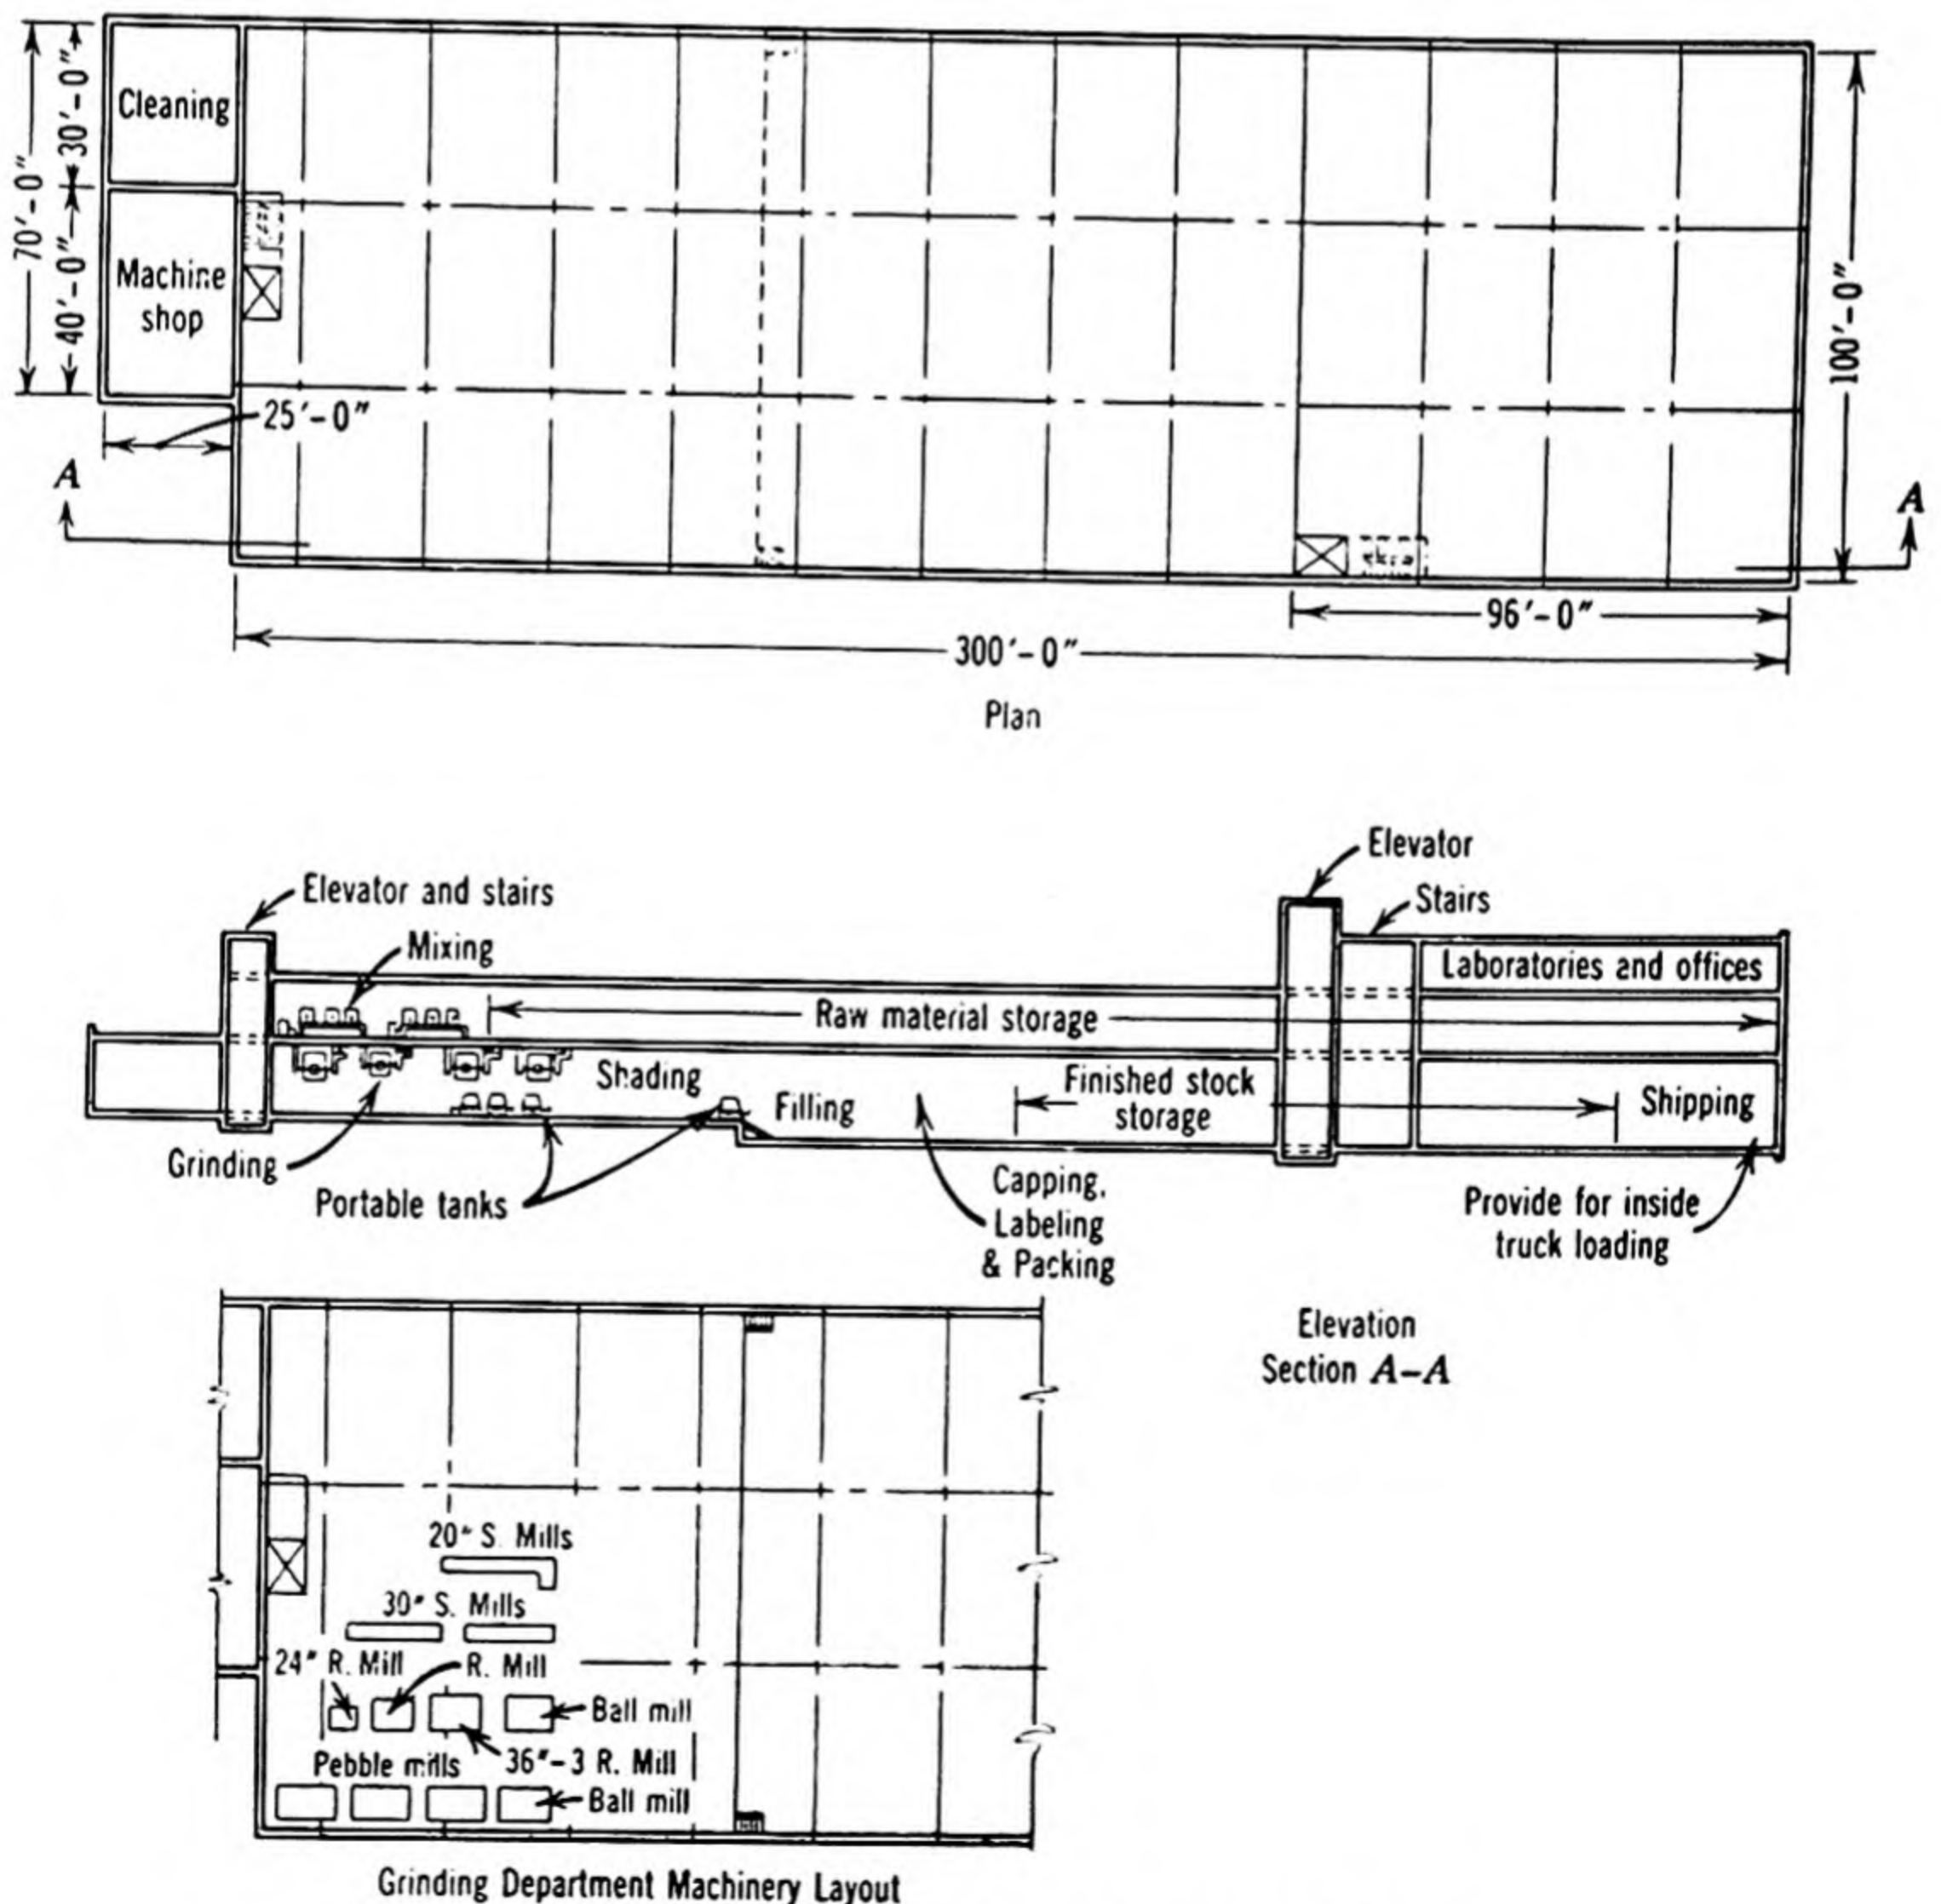 Cleaning
30'-0"
70'-0"
40'-0"
Machine
shop
25'-0"
100'-0"
A
A
96'-0"
300'-0"
Plan
Elevator
Elevator and stairs
Stairs
Mixing
Laboratories and offices
Raw material storage
Shading
Finished stock
storage
Filling
Shipping
Grinding
Portable tanks
Capping,
Labeling
& Packing
Provide for inside
truck loading
Elevation
Section A-A
20" S. Mills
30" S. Mills
24" R. Mill
R. Mill
Ball mill
Pebble mills
36"-3 R. Mill
Ball mill
Grinding Department Machinery Layout